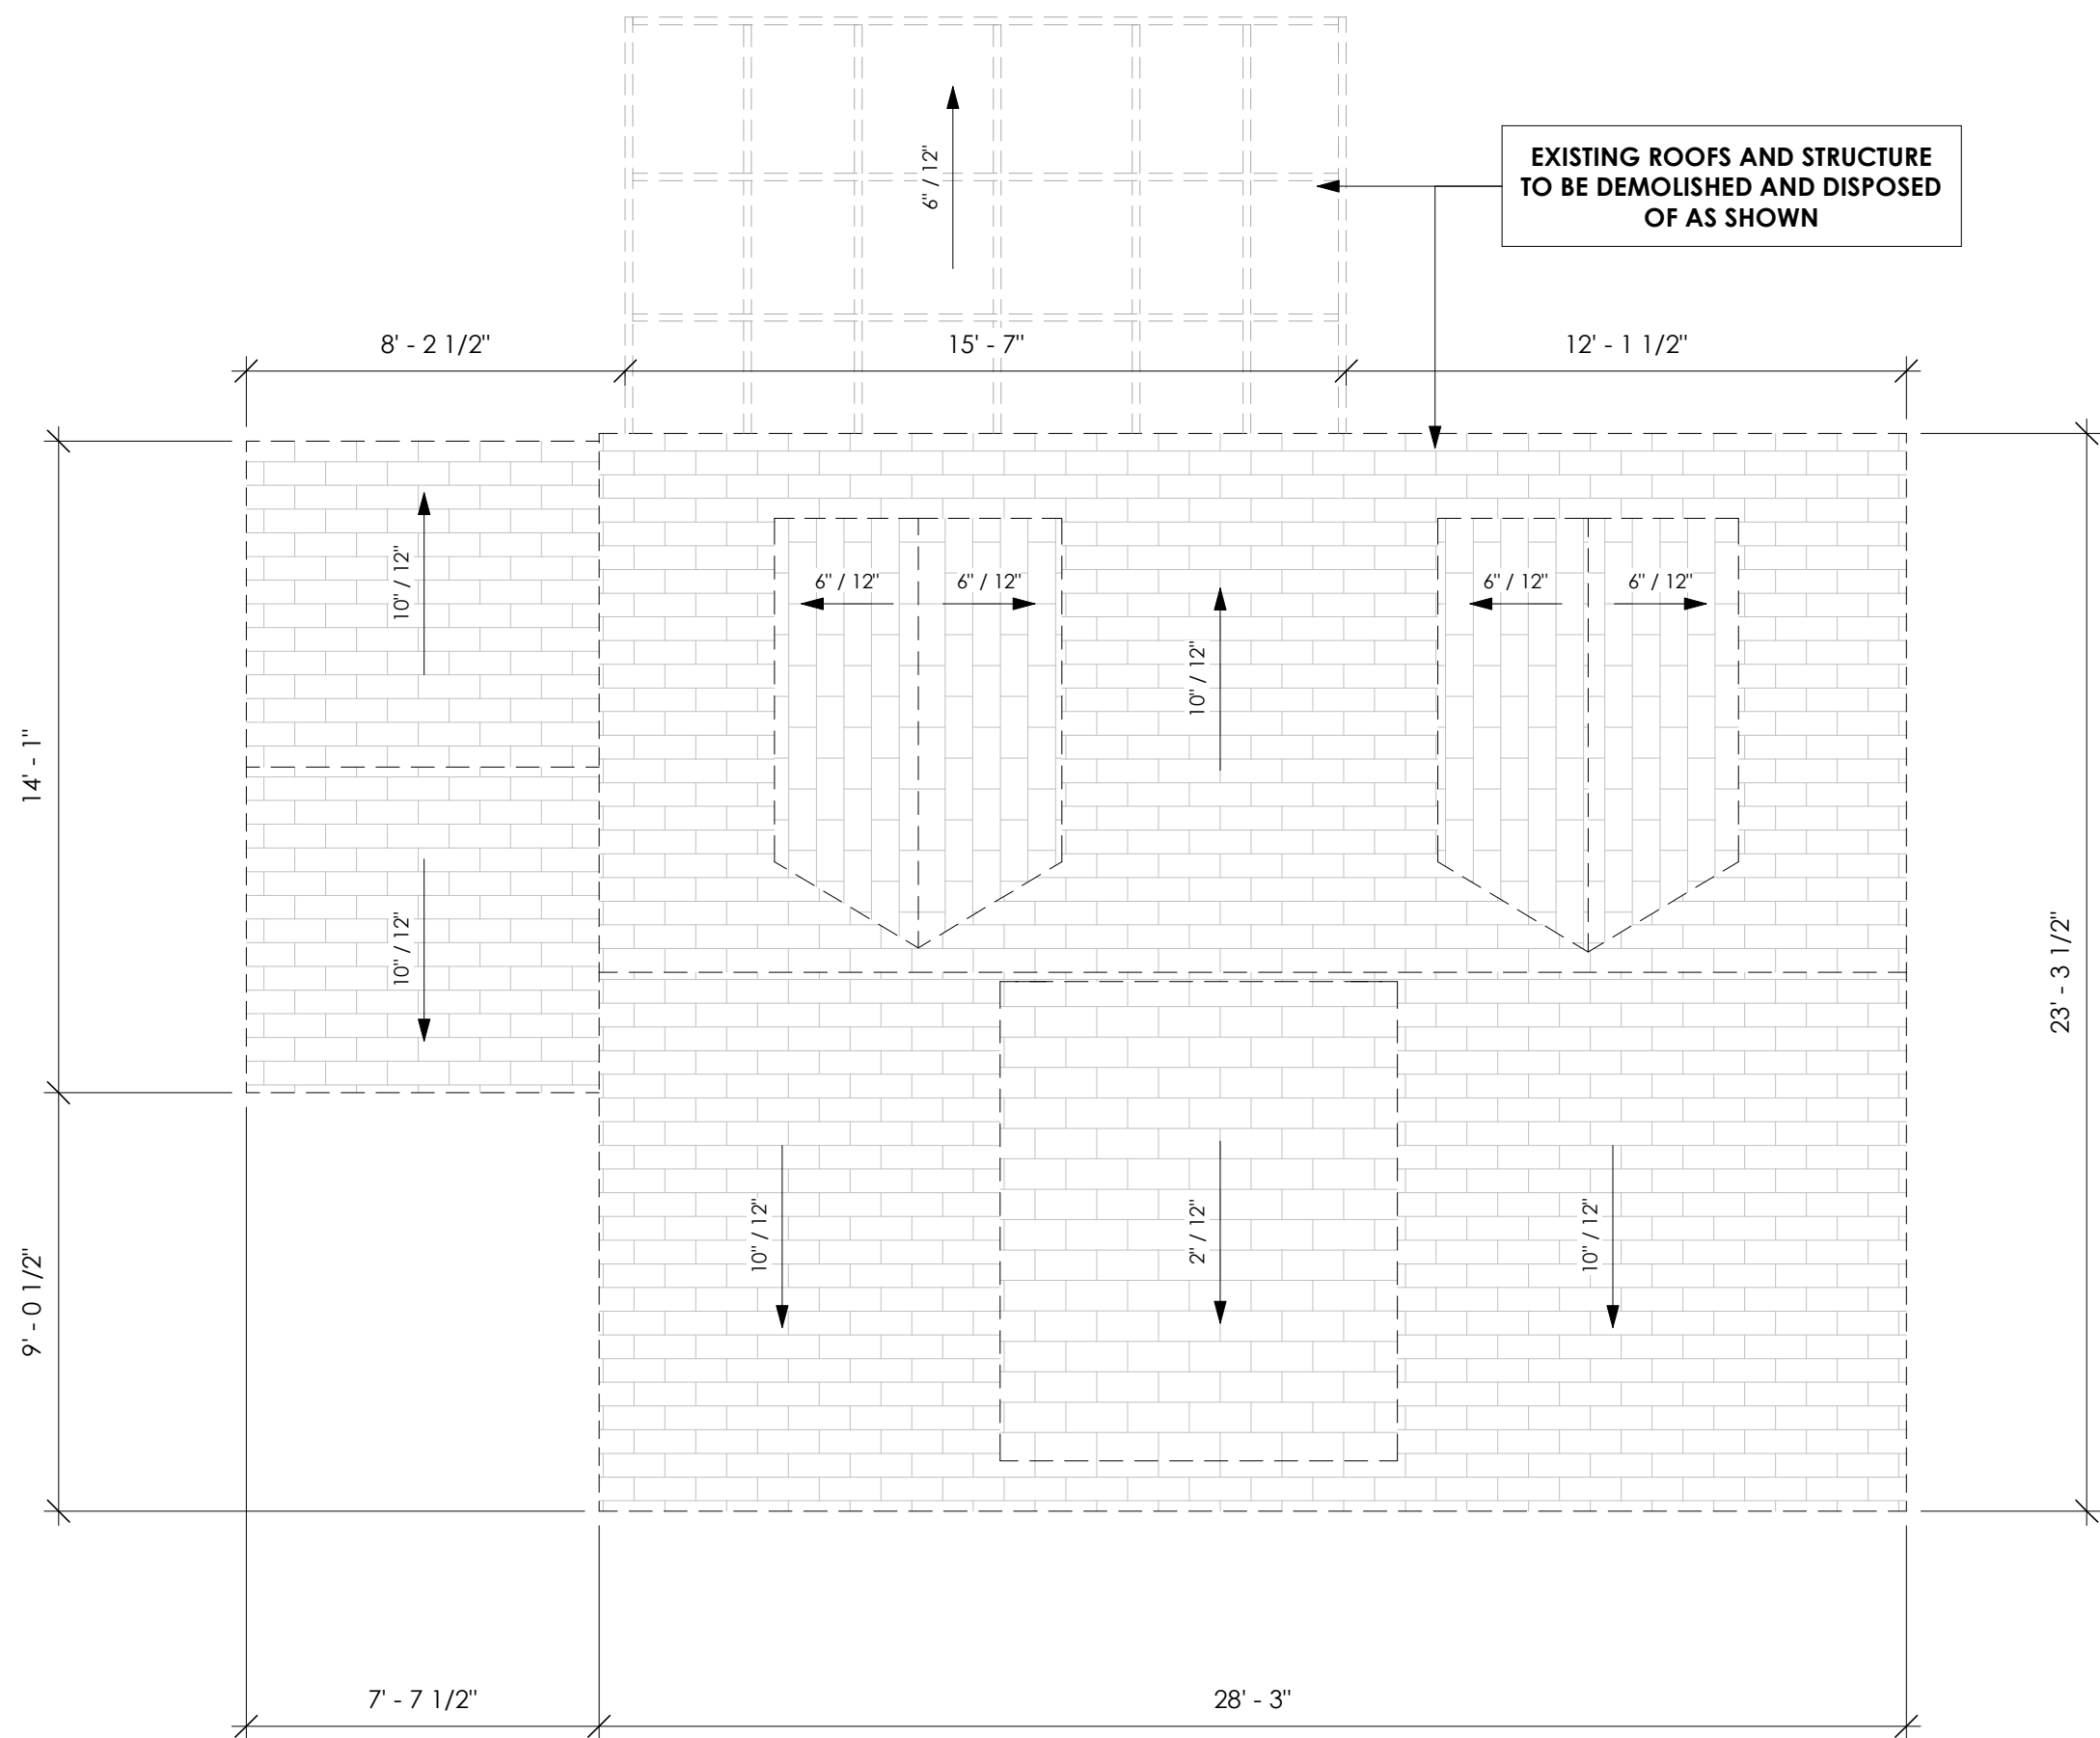 6" / 12"
EXISTING ROOFS AND STRUCTURE
TO BE DEMOLISHED AND DISPOSED
OF AS SHOWN
8' - 2 1/2"
15' - 7"
12' - 1 1/2"
10" / 12"
6" / 12"
6" / 12"
6" / 12"
6" / 12"
10" / 12"
14' - 1"
10" / 12"
23' - 3 1/2"
9' - 0 1/2"
10" / 12"
2" / 12"
10" / 12"
7' - 7 1/2"
28' - 3"